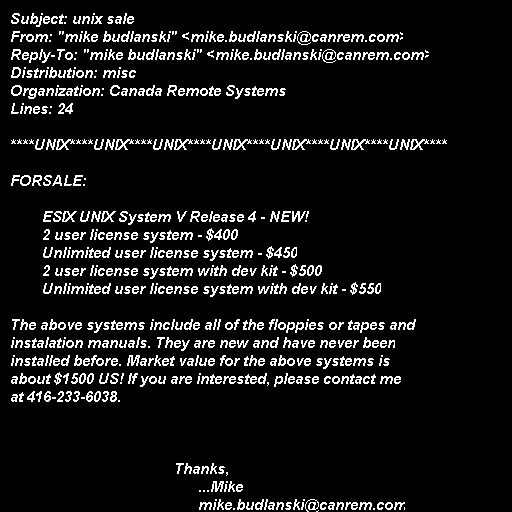 Subject: unix sale
From: "mike budlanski" <mike.budlanski@canrem.com>
Reply-To: "mike budlanski" <mike.budlanski@canrem.com>
Distribution: misc
Organization: Canada Remote Systems
Lines: 24
****UNIX****UNIX****UNIX****UNIX****UNIX****UNIX****UNIX****
FORSALE:
ESIX UNIX System V Release 4 - NEW!
2 user license system - $400
Unlimited user license system - $450
2 user license system with dev kit - $500
Unlimited user license system with dev kit - $550
The above systems include all of the floppies or tapes and
instalation manuals. They are new and have never been
installed before. Market value for the above systems is
about $1500 US! If you are interested, please contact me
at 416-233-6038.
Thanks,
...Mike
mike.budlanski@canrem.com